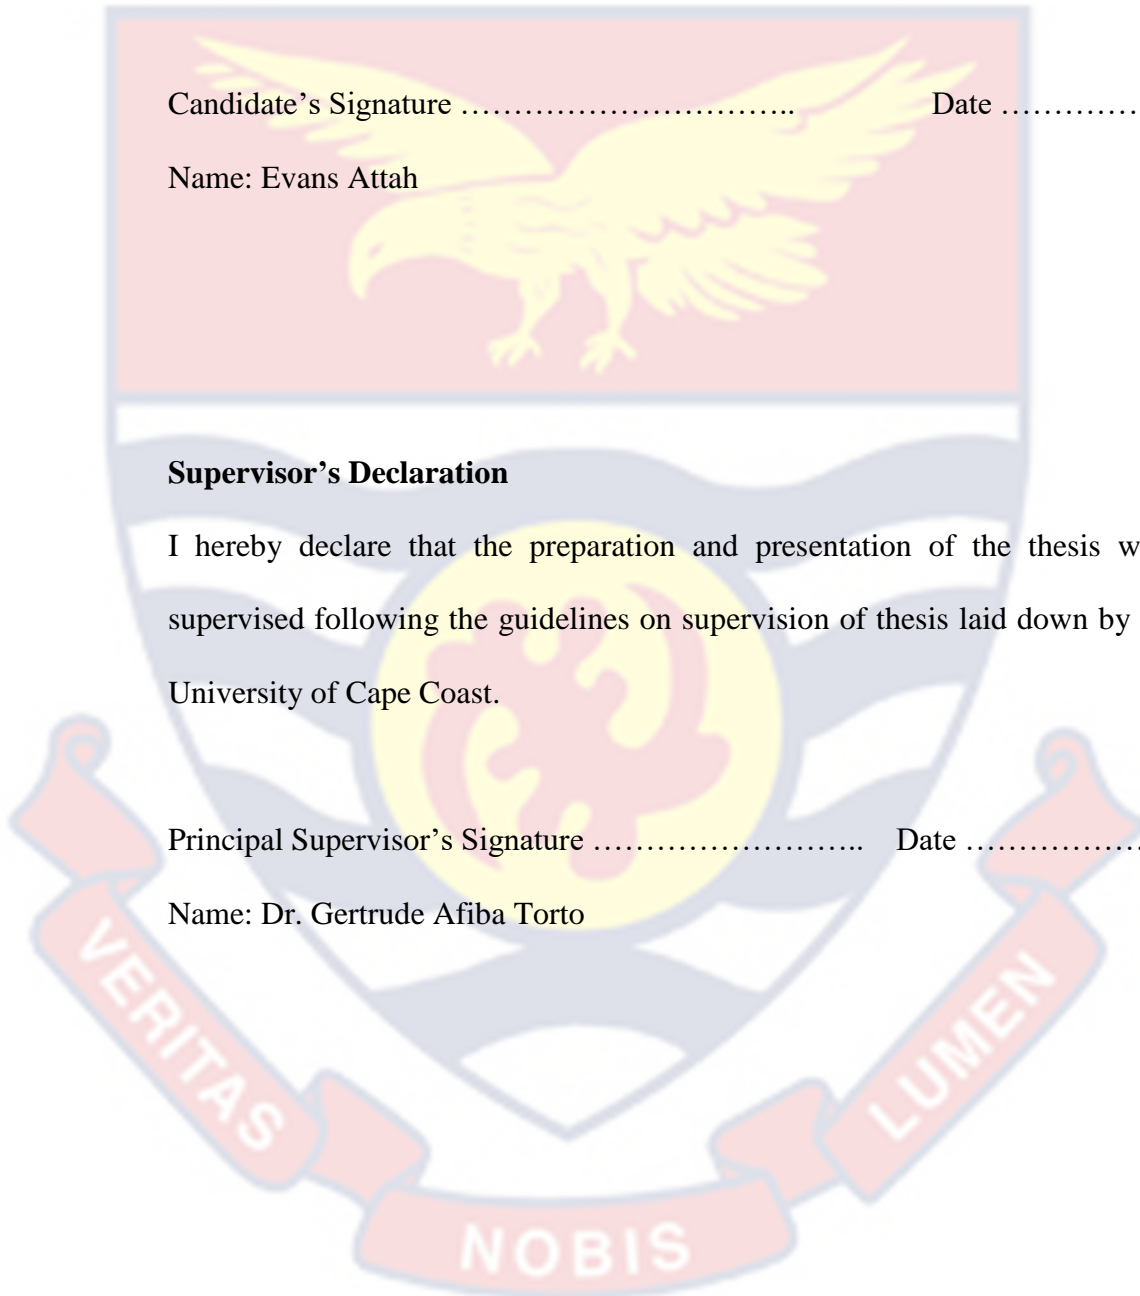 Candidate’s Signature ………………………….. Date ……………
Name: Evans Attah
Supervisor’s Declaration
I hereby declare that the preparation and presentation of the thesis w
supervised following the guidelines on supervision of thesis laid down by
University of Cape Coast.
Principal Supervisor’s Signature …………………….. Date ……………….
Name: Dr. Gertrude Afiba Torto
VERITAS
NOBIS
LUMEN